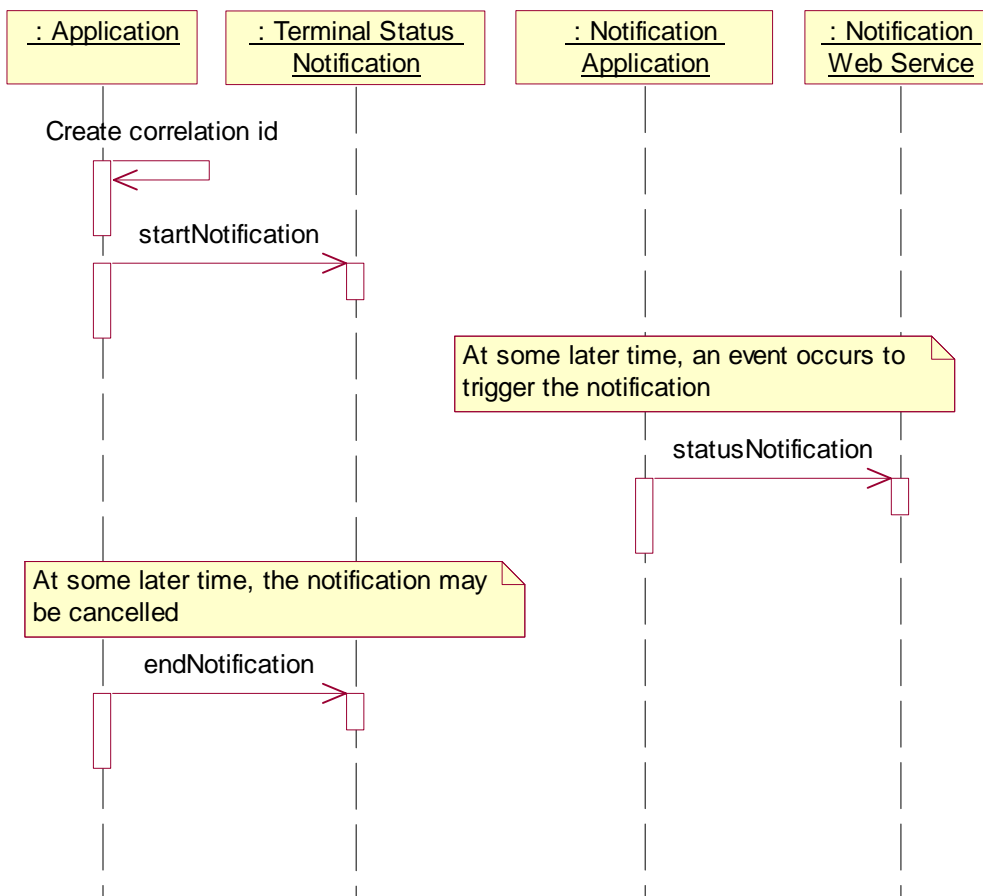 : Application
: Terminal Status
Notification
: Notification
Application
: Notification
Web Service
Create correlation id
startNotification
At some later time, an event occurs to
trigger the notification
statusNotification
At some later time, the notification may
be cancelled
endNotification